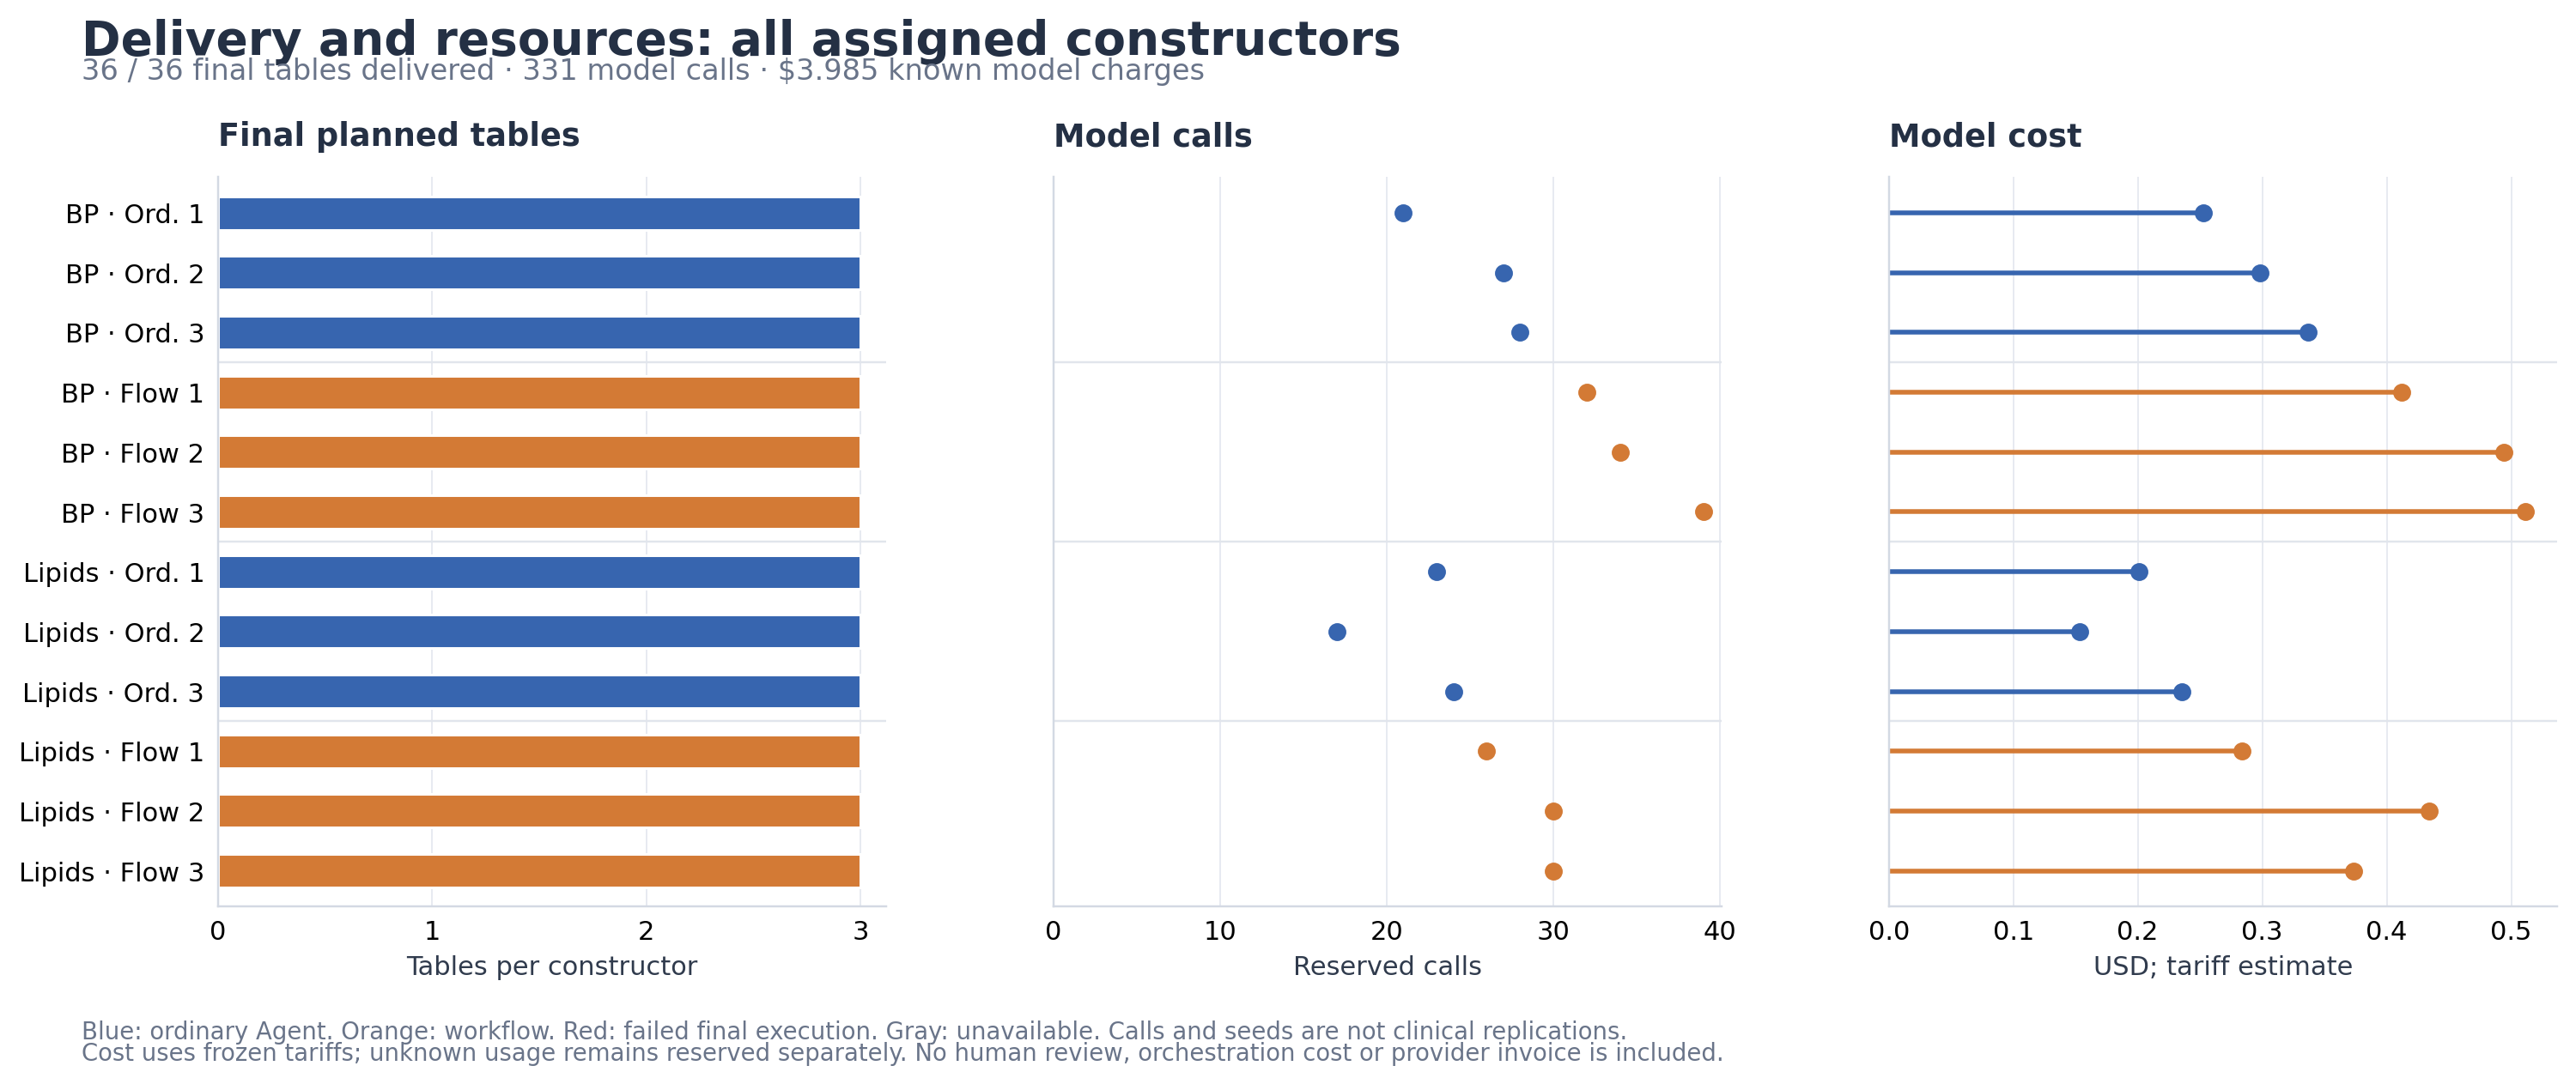 Delivery and resources: all assigned constructors
36 / 36 final tables delivered · 331 model calls · $3.985 known model charges
Final planned tables
Model calls
Model cost
BP · Ord. 1
BP · Ord. 2
BP · Ord. 3
BP · Flow 1
BP · Flow 2
BP · Flow 3
Lipids · Ord. 1
Lipids · Ord. 2
Lipids · Ord. 3
Lipids · Flow 1
Lipids · Flow 2
Lipids · Flow 3
0 1 2 3
Tables per constructor
0 10 20 30 40
Reserved calls
0.0 0.1 0.2 0.3 0.4 0.5
USD; tariff estimate
Blue: ordinary Agent. Orange: workflow. Red: failed final execution. Gray: unavailable. Calls and seeds are not clinical replications.
Cost uses frozen tariffs; unknown usage remains reserved separately. No human review, orchestration cost or provider invoice is included.